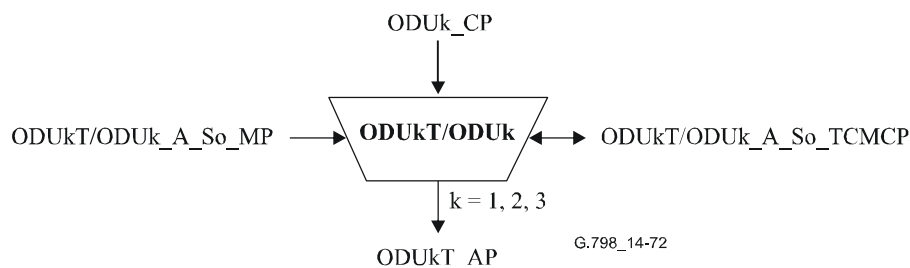 ODUk_CP
ODUkT/ODUk_A_So_MP
ODUkT/ODUk
ODUkT/ODUk_A_So_TCMCP
k = 1, 2, 3
ODUkT_AP
G.798_14-72